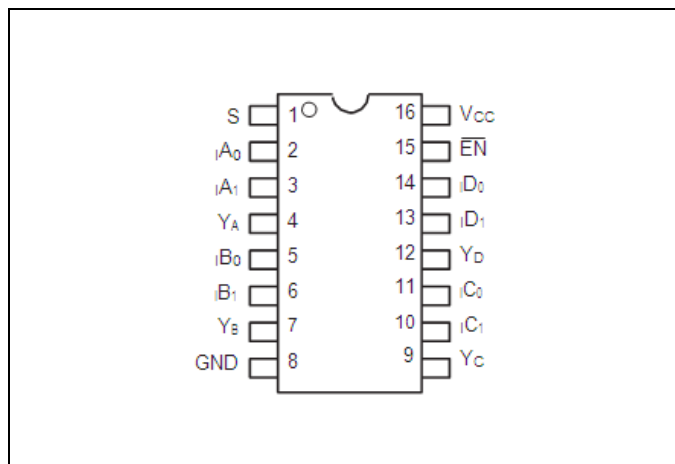 S 1 16 VCC
IA0 2 15 E̅N̅
IA1 3 14 ID0
YA 4 13 ID1
IB0 5 12 YD
IB1 6 11 IC0
YB 7 10 IC1
GND 8 9 YC